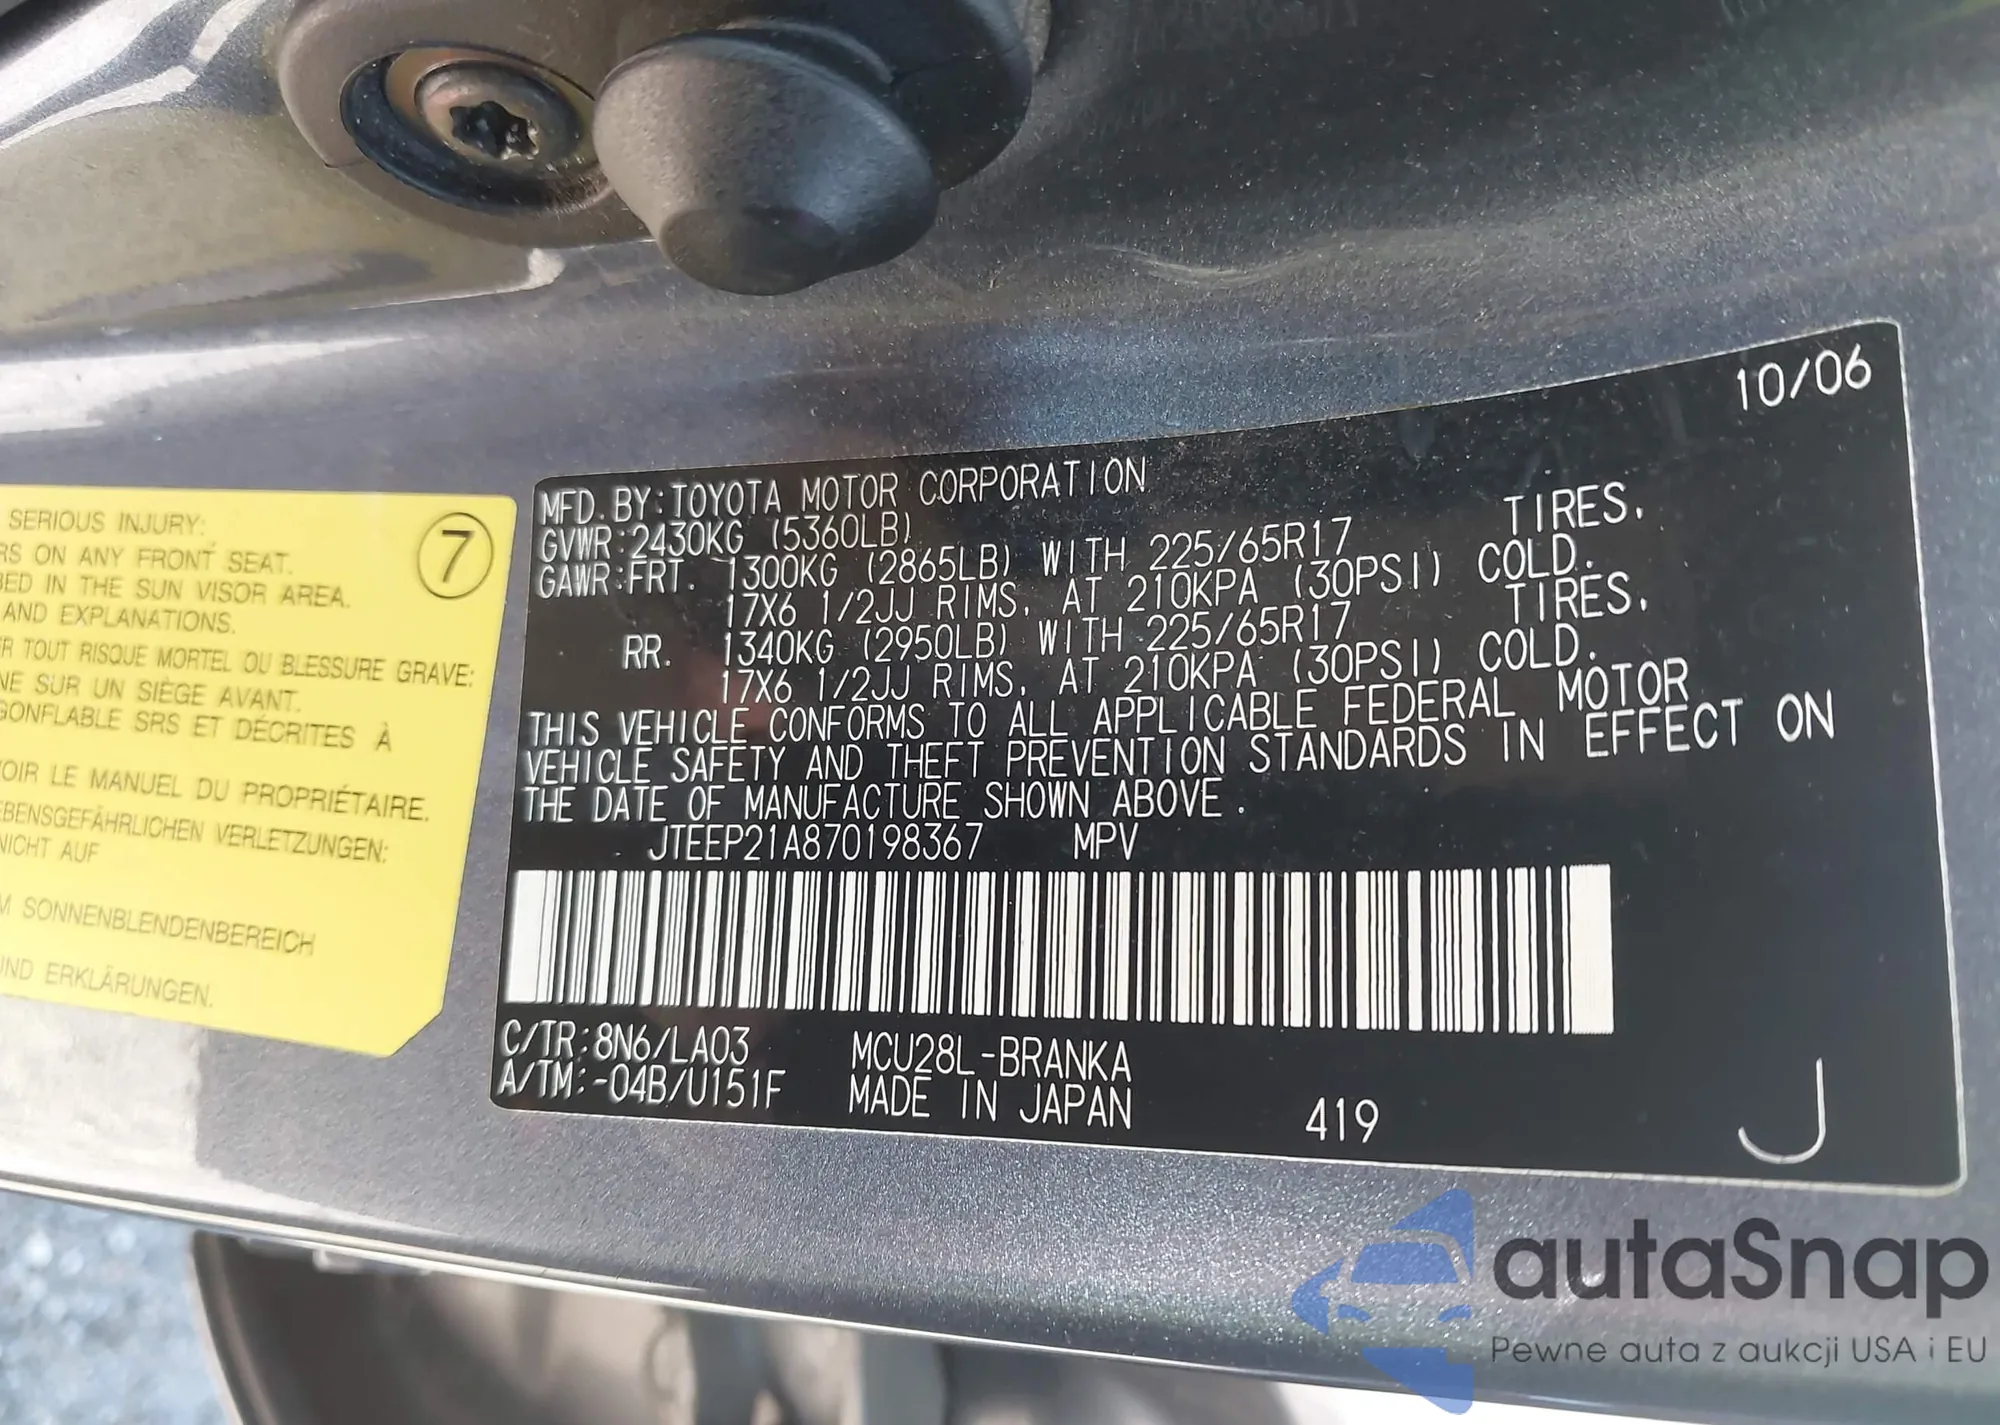 SERIOUS INJURY:
RS ON ANY FRONT SEAT.
BED IN THE SUN VISOR AREA.
AND EXPLANATIONS.
R TOUT RISQUE MORTEL OU BLESSURE GRAVE:
NE SUR UN SIÈGE AVANT.
GONFLABLE SRS ET DÉCRITES À
OIR LE MANUEL DU PROPRIÉTAIRE.
EBENSGEFÄHRLICHEN VERLETZUNGEN:
NICHT AUF
M SONNENBLENDENBEREICH
UND ERKLÄRUNGEN.
7
10/06
MFD. BY:TOYOTA MOTOR CORPORATION
GVWR:2430KG (5360LB)
GAWR:FRT. 1300KG (2865LB) WITH 225/65R17 TIRES,
17X6 1/2JJ RIMS, AT 210KPA (30PSI) COLD.
RR. 1340KG (2950LB) WITH 225/65R17 TIRES,
17X6 1/2JJ RIMS, AT 210KPA (30PSI) COLD.
THIS VEHICLE CONFORMS TO ALL APPLICABLE FEDERAL MOTOR
VEHICLE SAFETY AND THEFT PREVENTION STANDARDS IN EFFECT ON
THE DATE OF MANUFACTURE SHOWN ABOVE.
JTEEP21A870198367 MPV
C/TR:8N6/LA03 MCU28L-BRANKA
A/TM:-04B/U151F MADE IN JAPAN 419
J
autaSnap
Pewne auta z aukcji USA i EU